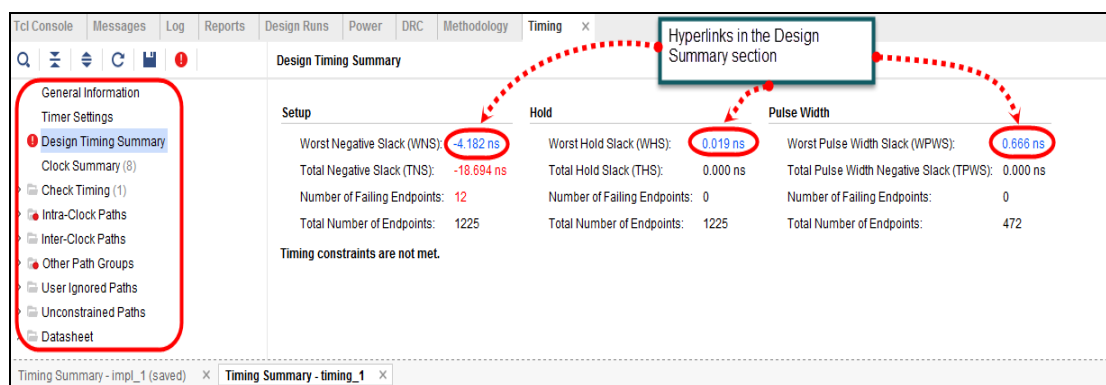 Tcl Console Messages Log Reports Design Runs Power DRC Methodology Timing ×
Hyperlinks in the Design
Summary section
General Information
Timer Settings
Design Timing Summary
Clock Summary (8)
Check Timing (1)
Intra-Clock Paths
Inter-Clock Paths
Other Path Groups
User Ignored Paths
Unconstrained Paths
Datasheet
Design Timing Summary
Setup Hold Pulse Width
Worst Negative Slack (WNS): -4.182 ns Worst Hold Slack (WHS): 0.019 ns Worst Pulse Width Slack (WPWS): 0.666 ns
Total Negative Slack (TNS): -18.694 ns Total Hold Slack (THS): 0.000 ns Total Pulse Width Negative Slack (TPWS): 0.000 ns
Number of Failing Endpoints: 12 Number of Failing Endpoints: 0 Number of Failing Endpoints: 0
Total Number of Endpoints: 1225 Total Number of Endpoints: 1225 Total Number of Endpoints: 472
Timing constraints are not met.
Timing Summary - impl_1 (saved) × Timing Summary - timing_1 ×